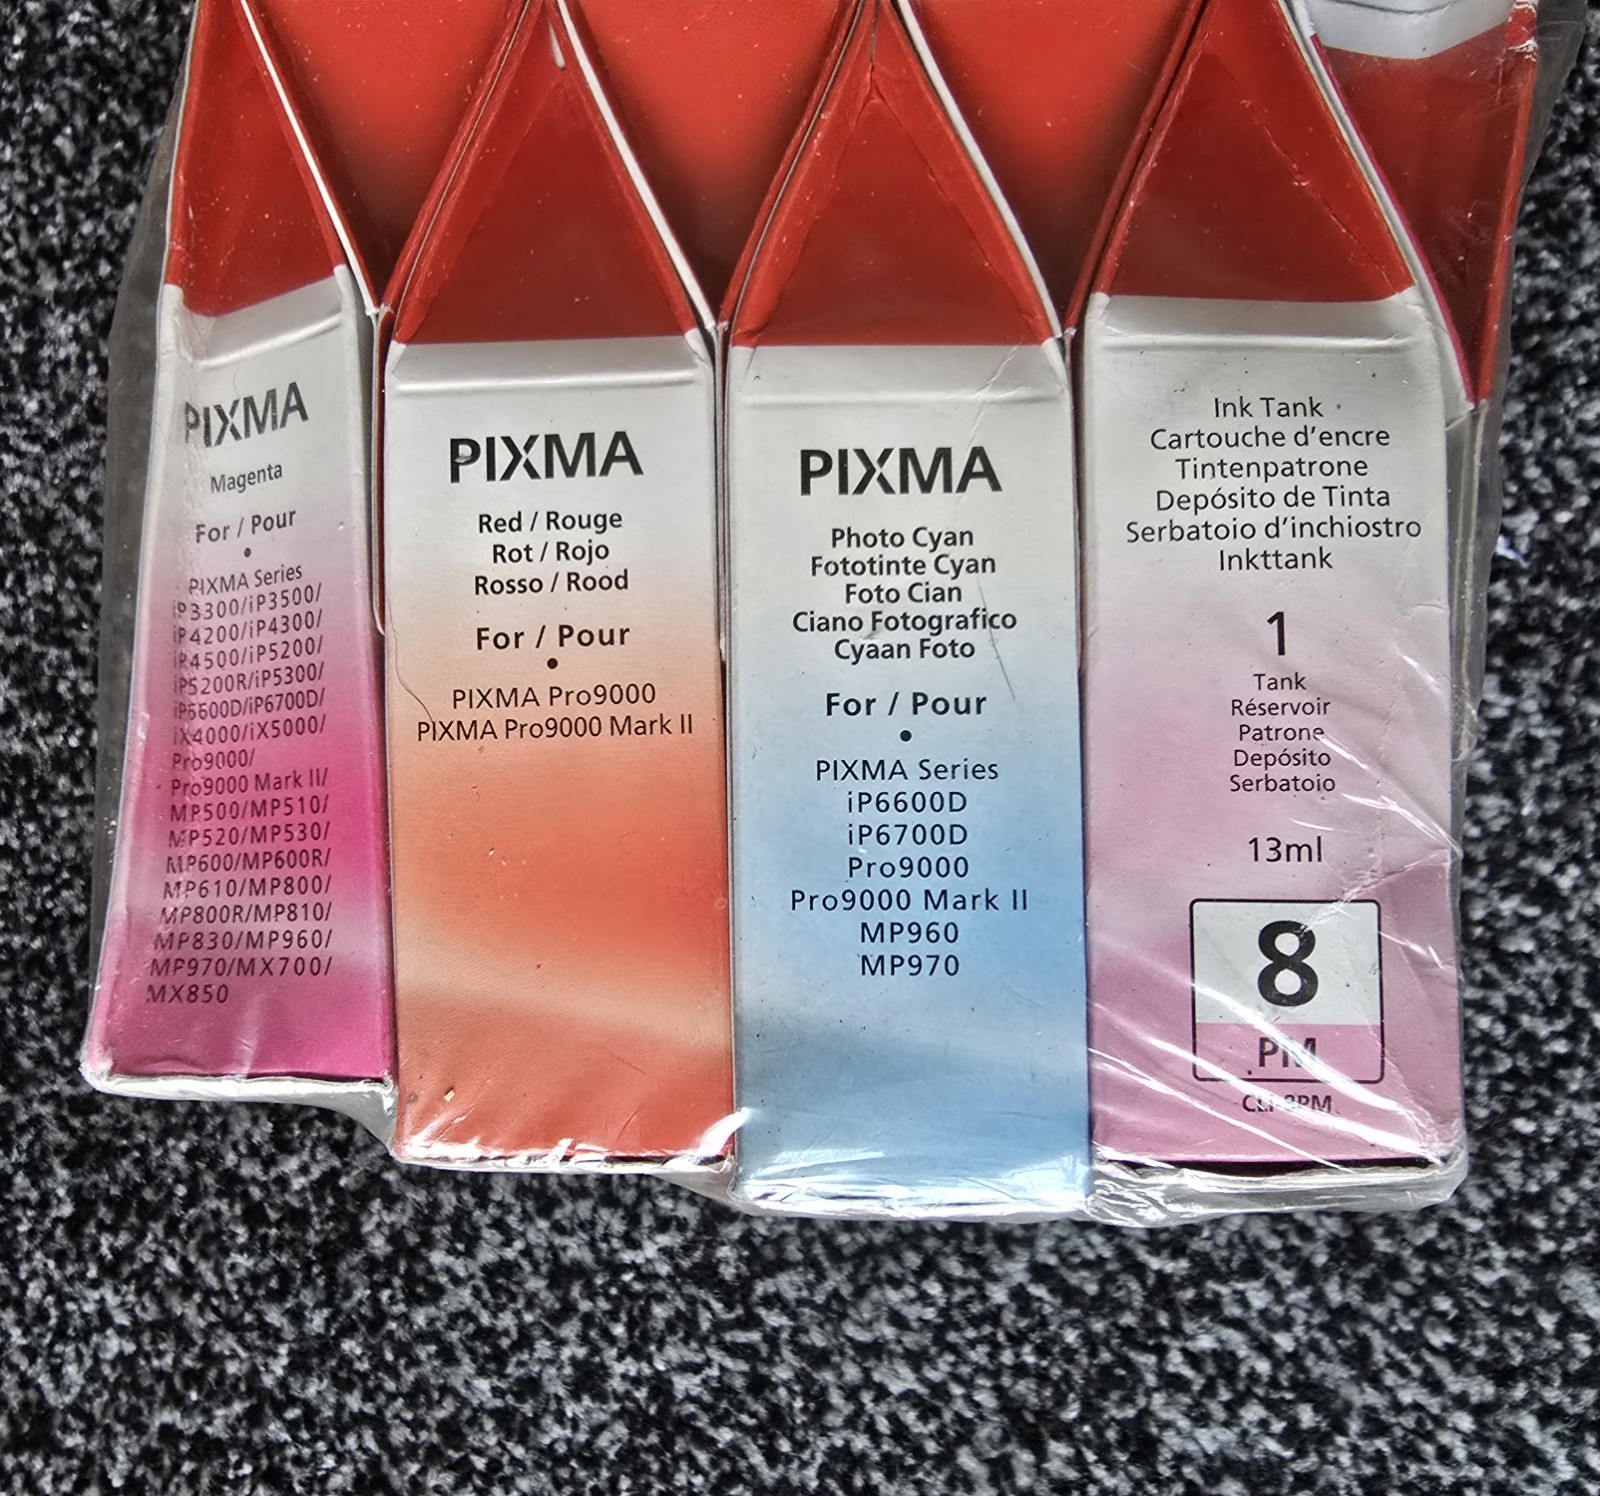 PIXMA
Magenta
For / Pour
•
PIXMA Series
iP3300/iP3500/
iP4200/iP4300/
iP4500/iP5200/
iP5200R/iP5300/
iP6600D/iP6700D/
iX4000/iX5000/
Pro9000/
Pro9000 Mark II/
MP500/MP510/
MP520/MP530/
MP600/MP600R/
MP610/MP800/
MP800R/MP810/
MP830/MP960/
MP970/MX700/
MX850
PIXMA
Red / Rouge
Rot / Rojo
Rosso / Rood
For / Pour
•
PIXMA Pro9000
PIXMA Pro9000 Mark II
PIXMA
Photo Cyan
Fototinte Cyan
Foto Cian
Ciano Fotografico
Cyaan Foto
For / Pour
•
PIXMA Series
iP6600D
iP6700D
Pro9000
Pro9000 Mark II
MP960
MP970
Ink Tank
Cartouche d'encre
Tintenpatrone
Depósito de Tinta
Serbatoio d'inchiostro
Inkttank
1
Tank
Réservoir
Patrone
Depósito
Serbatoio
13ml
8
PM
CLI-8PM